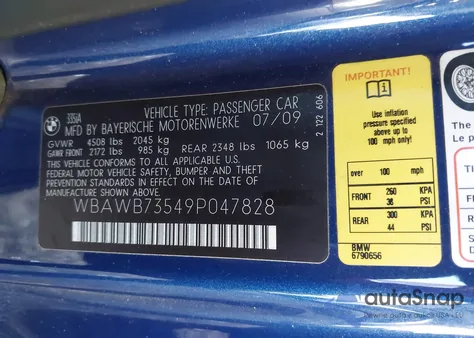 335iA
VEHICLE TYPE: PASSENGER CAR
MFD BY BAYERISCHE MOTORENWERKE 07/09
GVWR 4508 lbs 2045 kg
GAWR FRONT 2172 lbs 985 kg REAR 2348 lbs 1065 kg
THIS VEHICLE CONFORMS TO ALL APPLICABLE U.S.
FEDERAL MOTOR VEHICLE SAFETY, BUMPER AND THEFT
PREVENTION STANDARDS IN EFFECT ON THE DATE OF
MANUFACTURE SHOWN ABOVE.
WBAWB73549P047828
2 122 606
IMPORTANT!
Use inflation
pressure specified
above for up to
100 mph only!
over 100 mph
FRONT 260 KPA
38 PSI
REAR 300 KPA
44 PSI
BMW
6790656
The
Le p
autoSnap